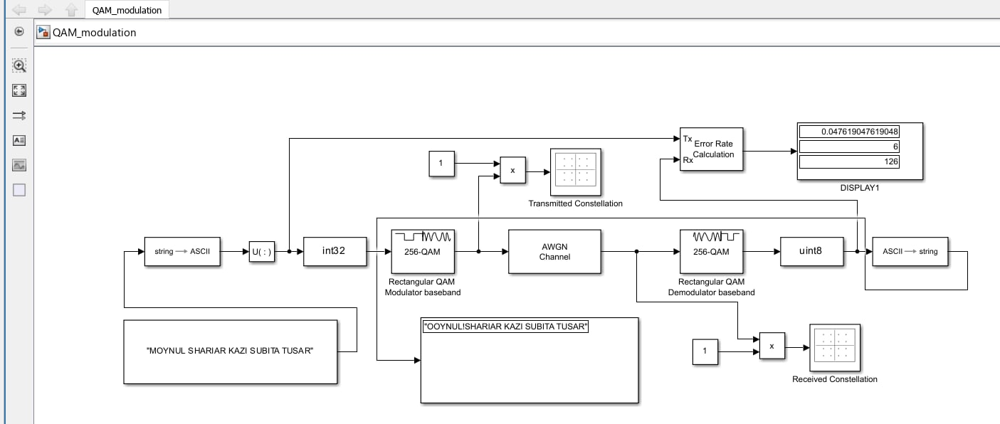 QAM_modulation
QAM_modulation
Tx
Rx
Error Rate
Calculation
0.047619047619048
6
126
DISPLAY1
1
x
Transmitted Constellation
string → ASCII
U( : )
int32
256-QAM
Rectangular QAM
Modulator baseband
AWGN
Channel
256-QAM
Rectangular QAM
Demodulator baseband
uint8
ASCII → string
"MOYNUL SHARIAR KAZI SUBITA TUSAR"
"OOYNUL!SHARIAR KAZI SUBITA TUSAR"
1
x
Received Constellation